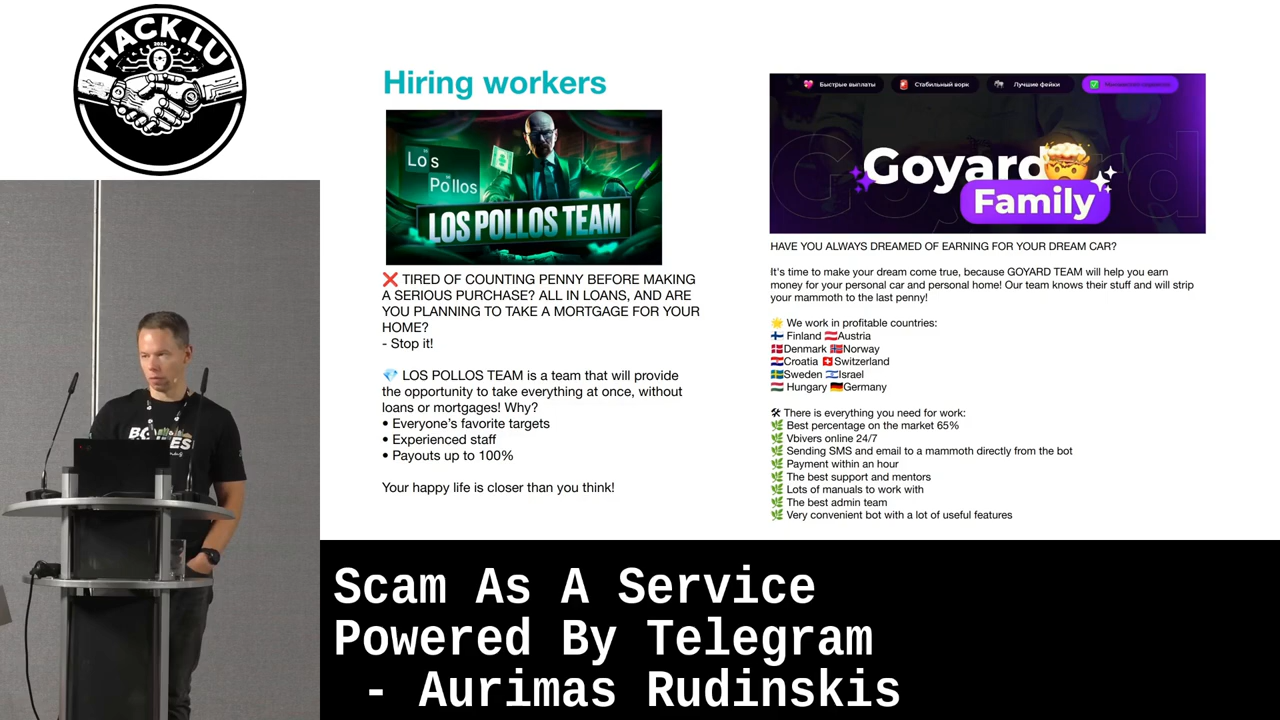 HACK.LU
2024
Hiring workers
Los
Pollos
LOS POLLOS TEAM
❌ TIRED OF COUNTING PENNY BEFORE MAKING
A SERIOUS PURCHASE? ALL IN LOANS, AND ARE
YOU PLANNING TO TAKE A MORTGAGE FOR YOUR
HOME?
- Stop it!
💎 LOS POLLOS TEAM is a team that will provide
the opportunity to take everything at once, without
loans or mortgages! Why?
• Everyone's favorite targets
• Experienced staff
• Payouts up to 100%
Your happy life is closer than you think!
Быстрые выплаты
Стабильный ворк
Лучшие фейки
Goyard
Family
HAVE YOU ALWAYS DREAMED OF EARNING FOR YOUR DREAM CAR?
It's time to make your dream come true, because GOYARD TEAM will help you earn
money for your personal car and personal home! Our team knows their stuff and will strip
your mammoth to the last penny!
🌟 We work in profitable countries:
🇫🇮 Finland 🇦🇹Austria
🇩🇰Denmark 🇳🇴Norway
🇭🇷Croatia 🇨🇭Switzerland
🇸🇪Sweden 🇮🇱Israel
🇭🇺 Hungary 🇩🇪Germany
🛠 There is everything you need for work:
🌿 Best percentage on the market 65%
🌿 Vbivers online 24/7
🌿 Sending SMS and email to a mammoth directly from the bot
🌿 Payment within an hour
🌿 The best support and mentors
🌿 Lots of manuals to work with
🌿 The best admin team
🌿 Very convenient bot with a lot of useful features
Scam As A Service
Powered By Telegram
- Aurimas Rudinskis